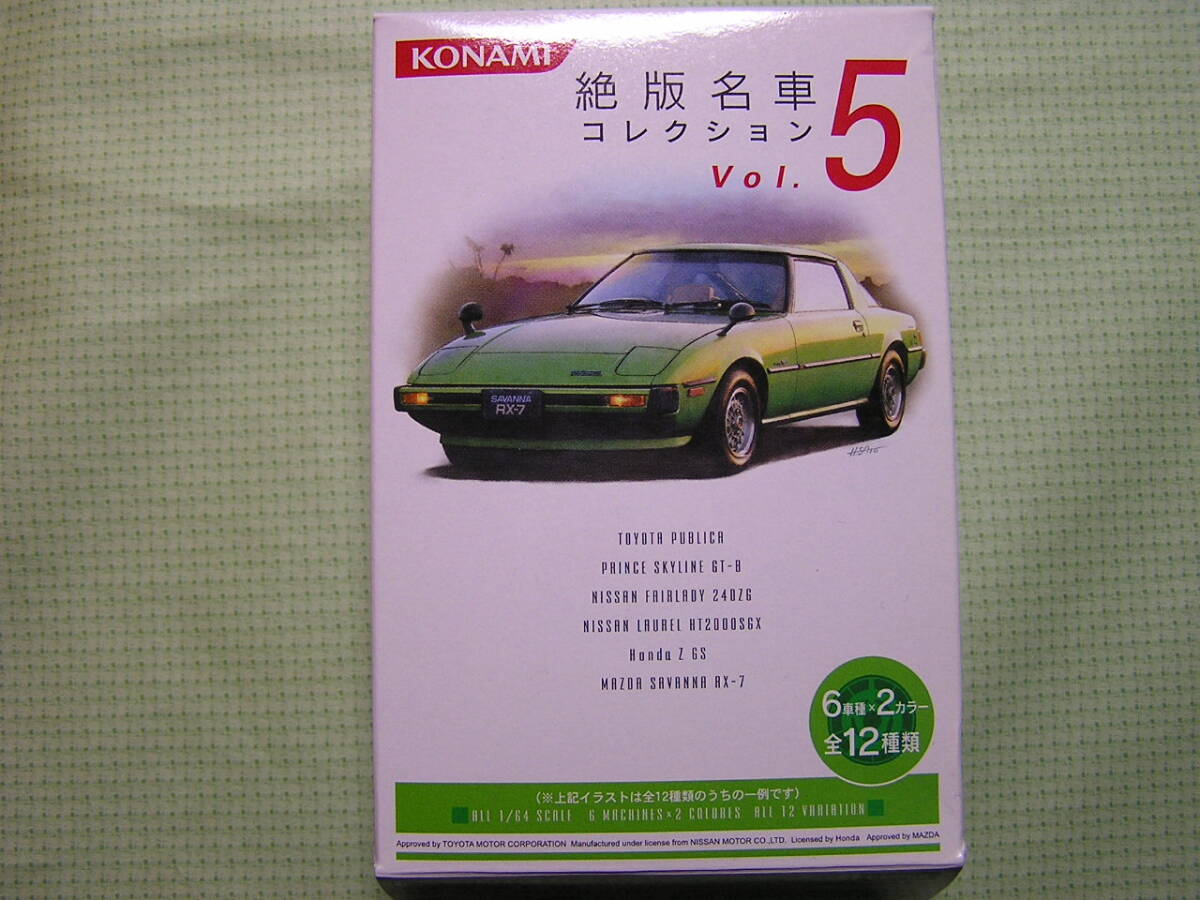 KONAMI
絶版名車
コレクション
Vol. 5
SAVANNA
RX-7
TOYOTA PUBLICA
PRINCE SKYLINE GT-B
NISSAN FAIRLADY 240ZG
NISSAN LAUREL HT2000SGX
Honda Z GS
MAZDA SAVANNA RX-7
6車種×2カラー
全12種類
(※上記イラストは全12種類のうちの一例です)
ALL 1/64 SCALE 6 MACHINES×2 COLORES ALL 12 VARIATION
Approved by TOYOTA MOTOR CORPORATION Manufactured under license from NISSAN MOTOR CO.,LTD. Licensed by Honda Approved by MAZDA